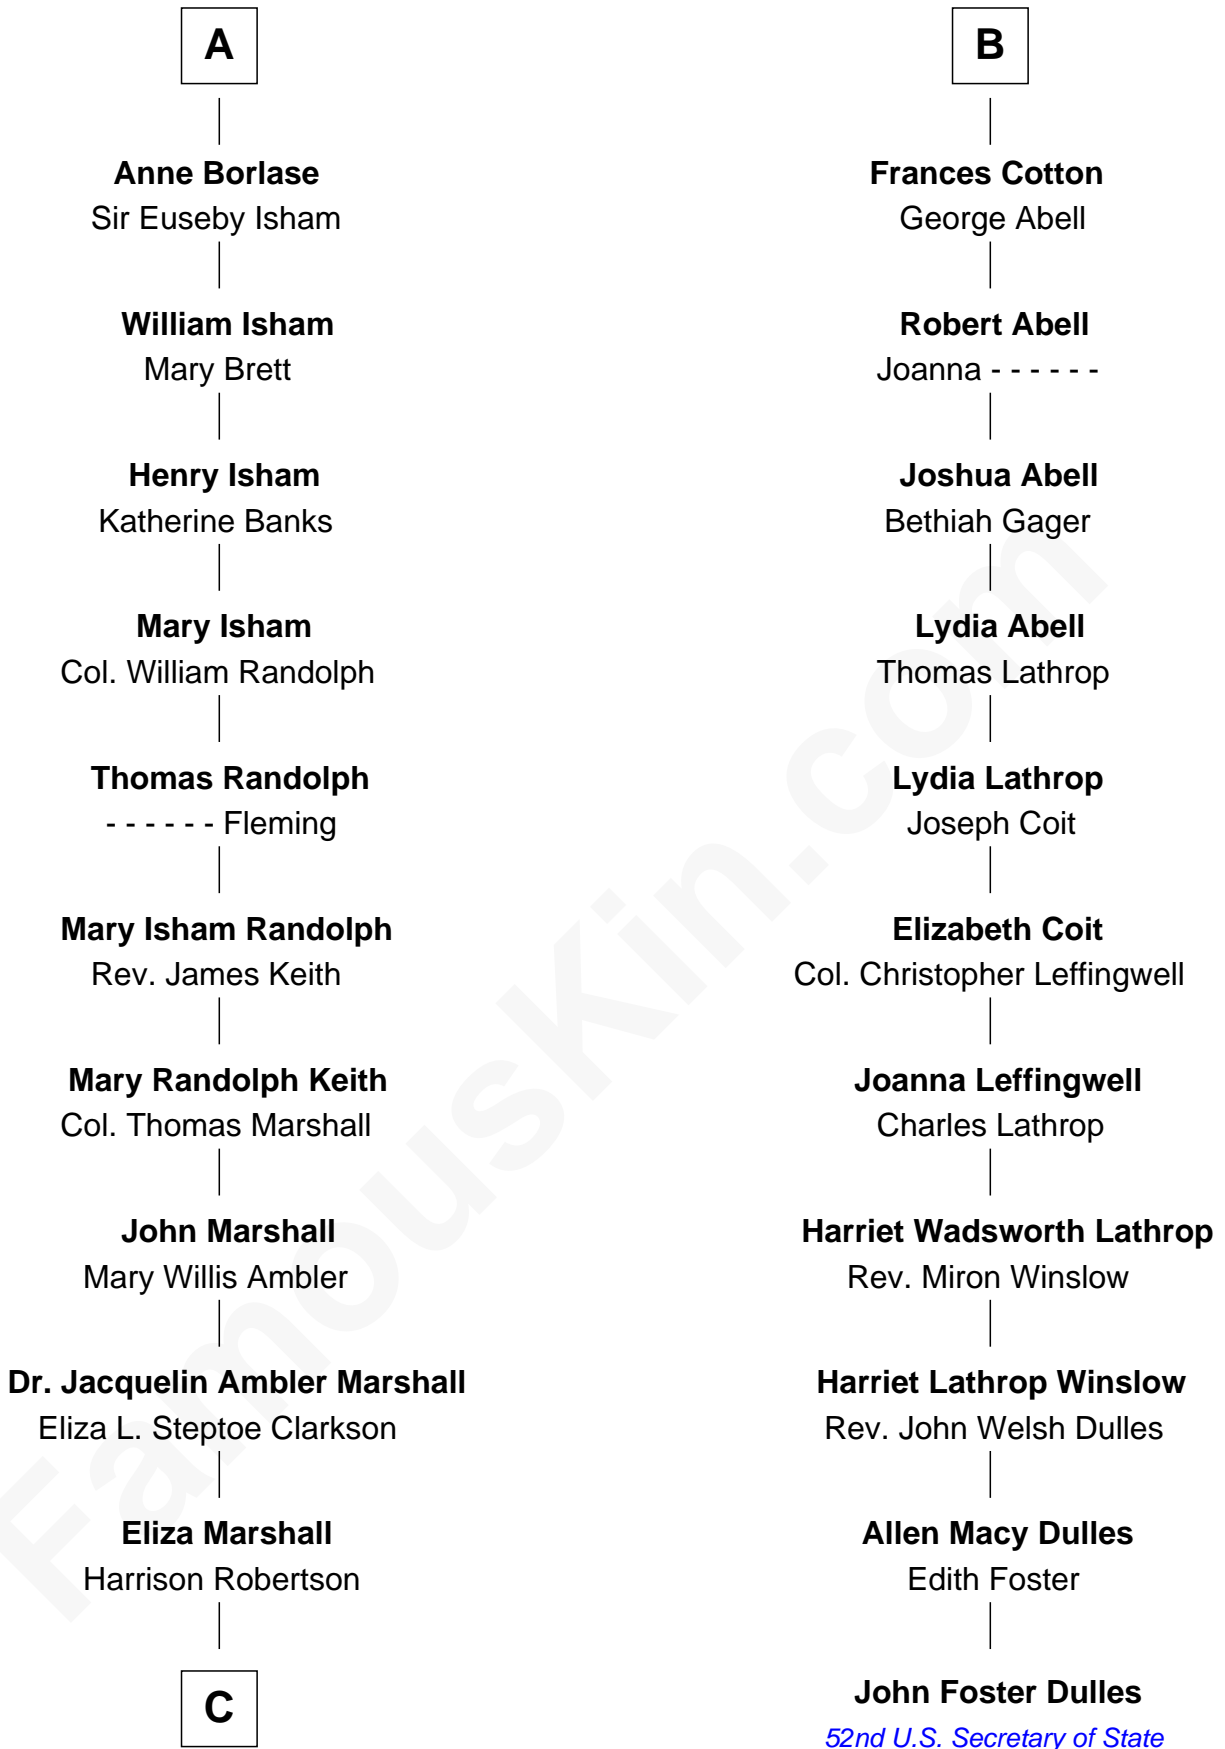 A
Anne Borlase
Sir Euseby Isham
William Isham
Mary Brett
Henry Isham
Katherine Banks
Mary Isham
Col. William Randolph
Thomas Randolph
- - - - - - Fleming
Mary Isham Randolph
Rev. James Keith
Mary Randolph Keith
Col. Thomas Marshall
John Marshall
Mary Willis Ambler
Dr. Jacquelin Ambler Marshall
Eliza L. Steptoe Clarkson
Eliza Marshall
Harrison Robertson
C
B
Frances Cotton
George Abell
Robert Abell
Joanna - - - - - -
Joshua Abell
Bethiah Gager
Lydia Abell
Thomas Lathrop
Lydia Lathrop
Joseph Coit
Elizabeth Coit
Col. Christopher Leffingwell
Joanna Leffingwell
Charles Lathrop
Harriet Wadsworth Lathrop
Rev. Miron Winslow
Harriet Lathrop Winslow
Rev. John Welsh Dulles
Allen Macy Dulles
Edith Foster
John Foster Dulles
52nd U.S. Secretary of State
FamousKin.com